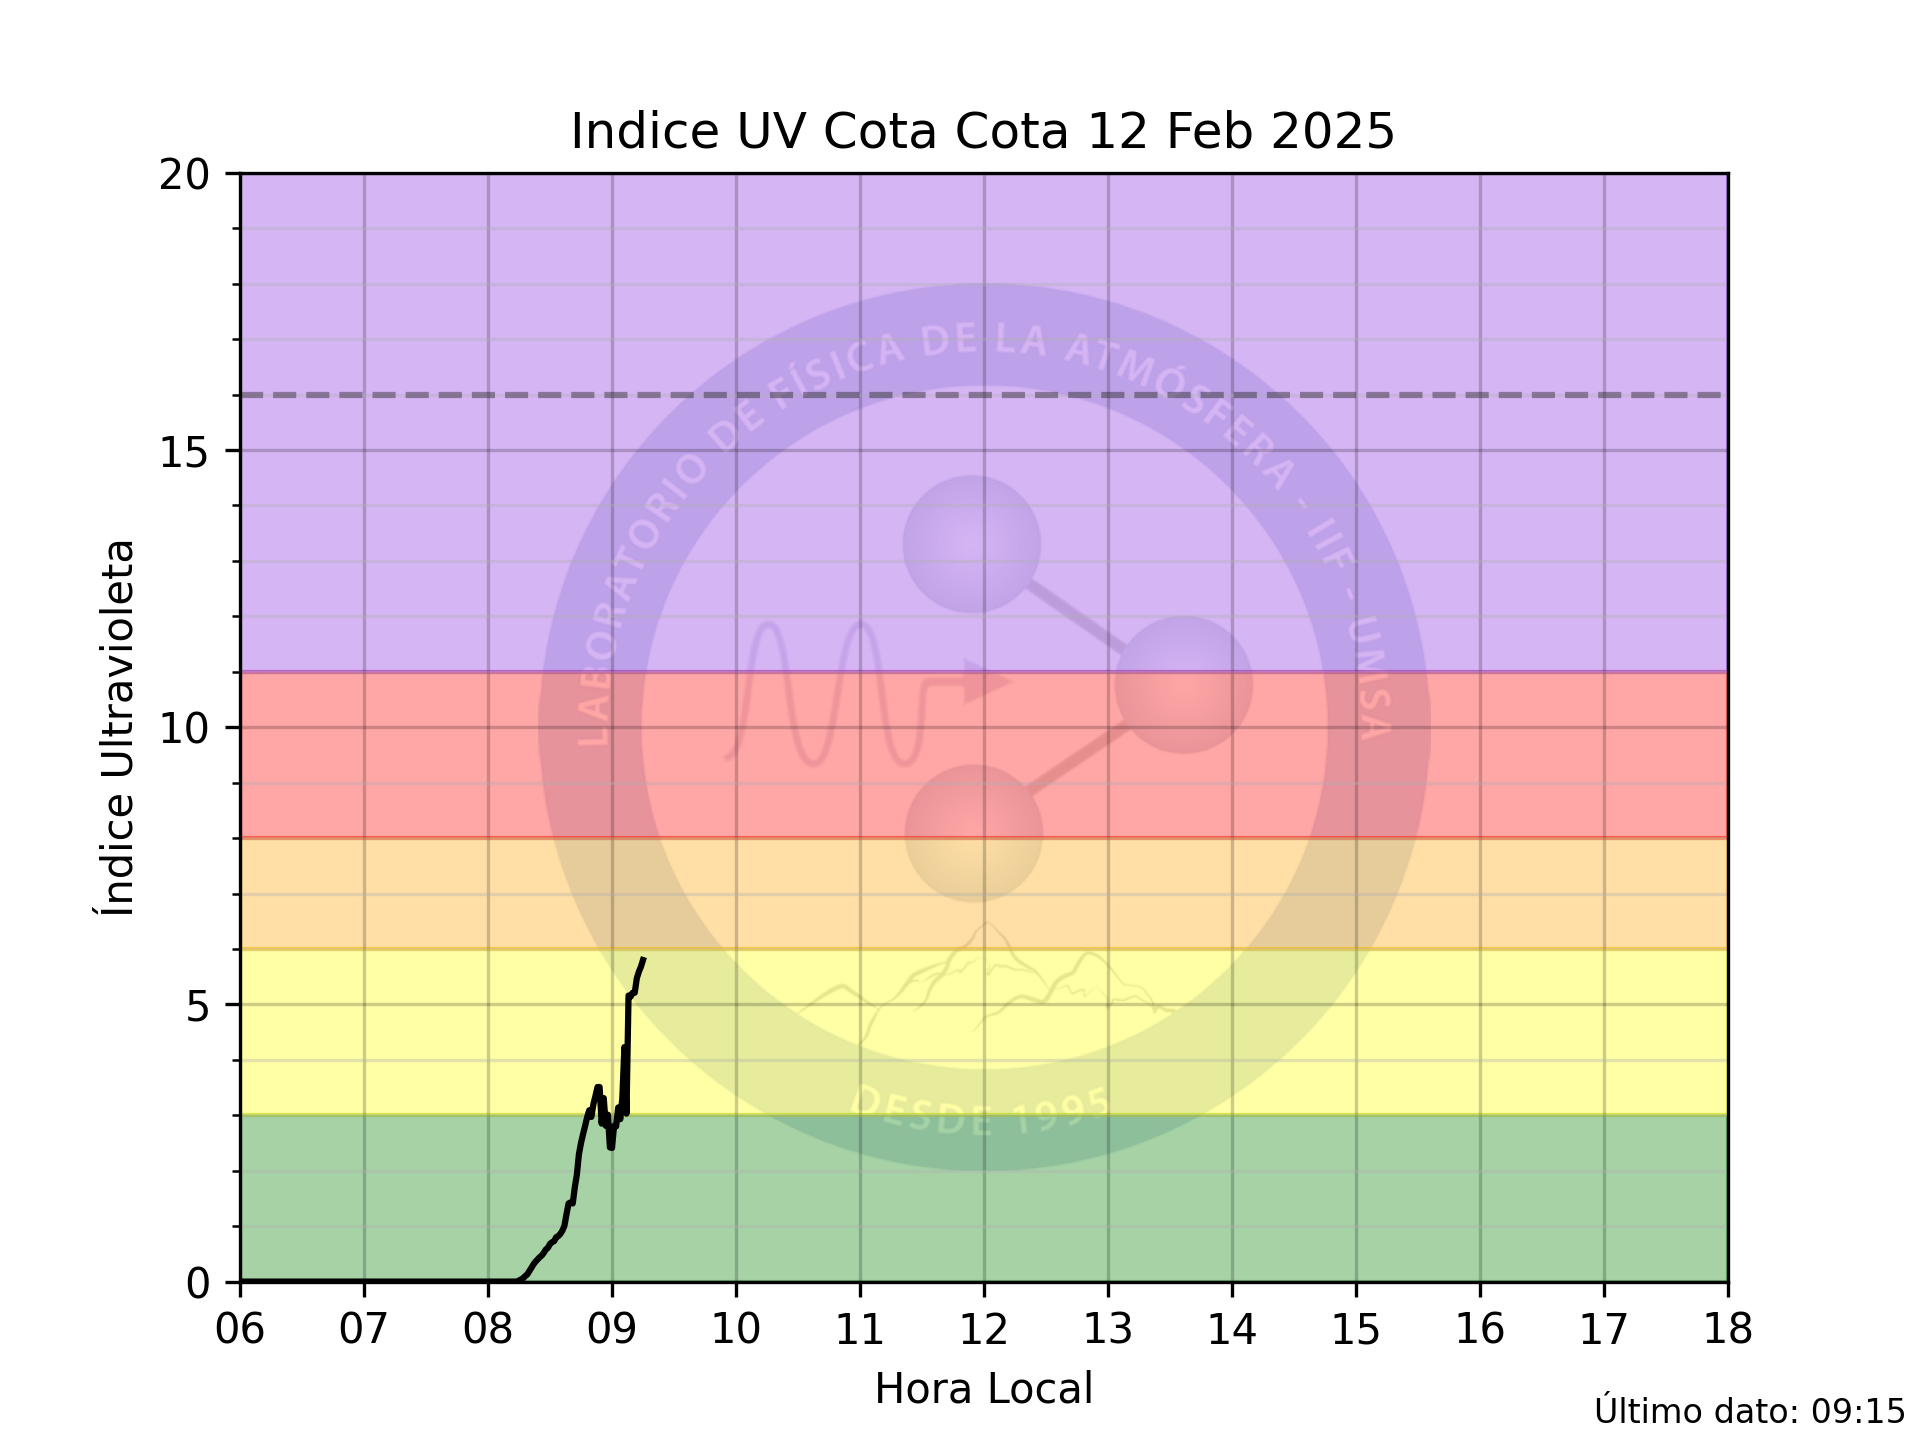 Indice UV Cota Cota 12 Feb 2025
20
15
10
5
0
Índice Ultravioleta
LABORATORIO DE FÍSICA DE LA ATMÓSFERA - IIF - UMSA
DESDE 1995
06 07 08 09 10 11 12 13 14 15 16 17 18
Hora Local
Último dato: 09:15